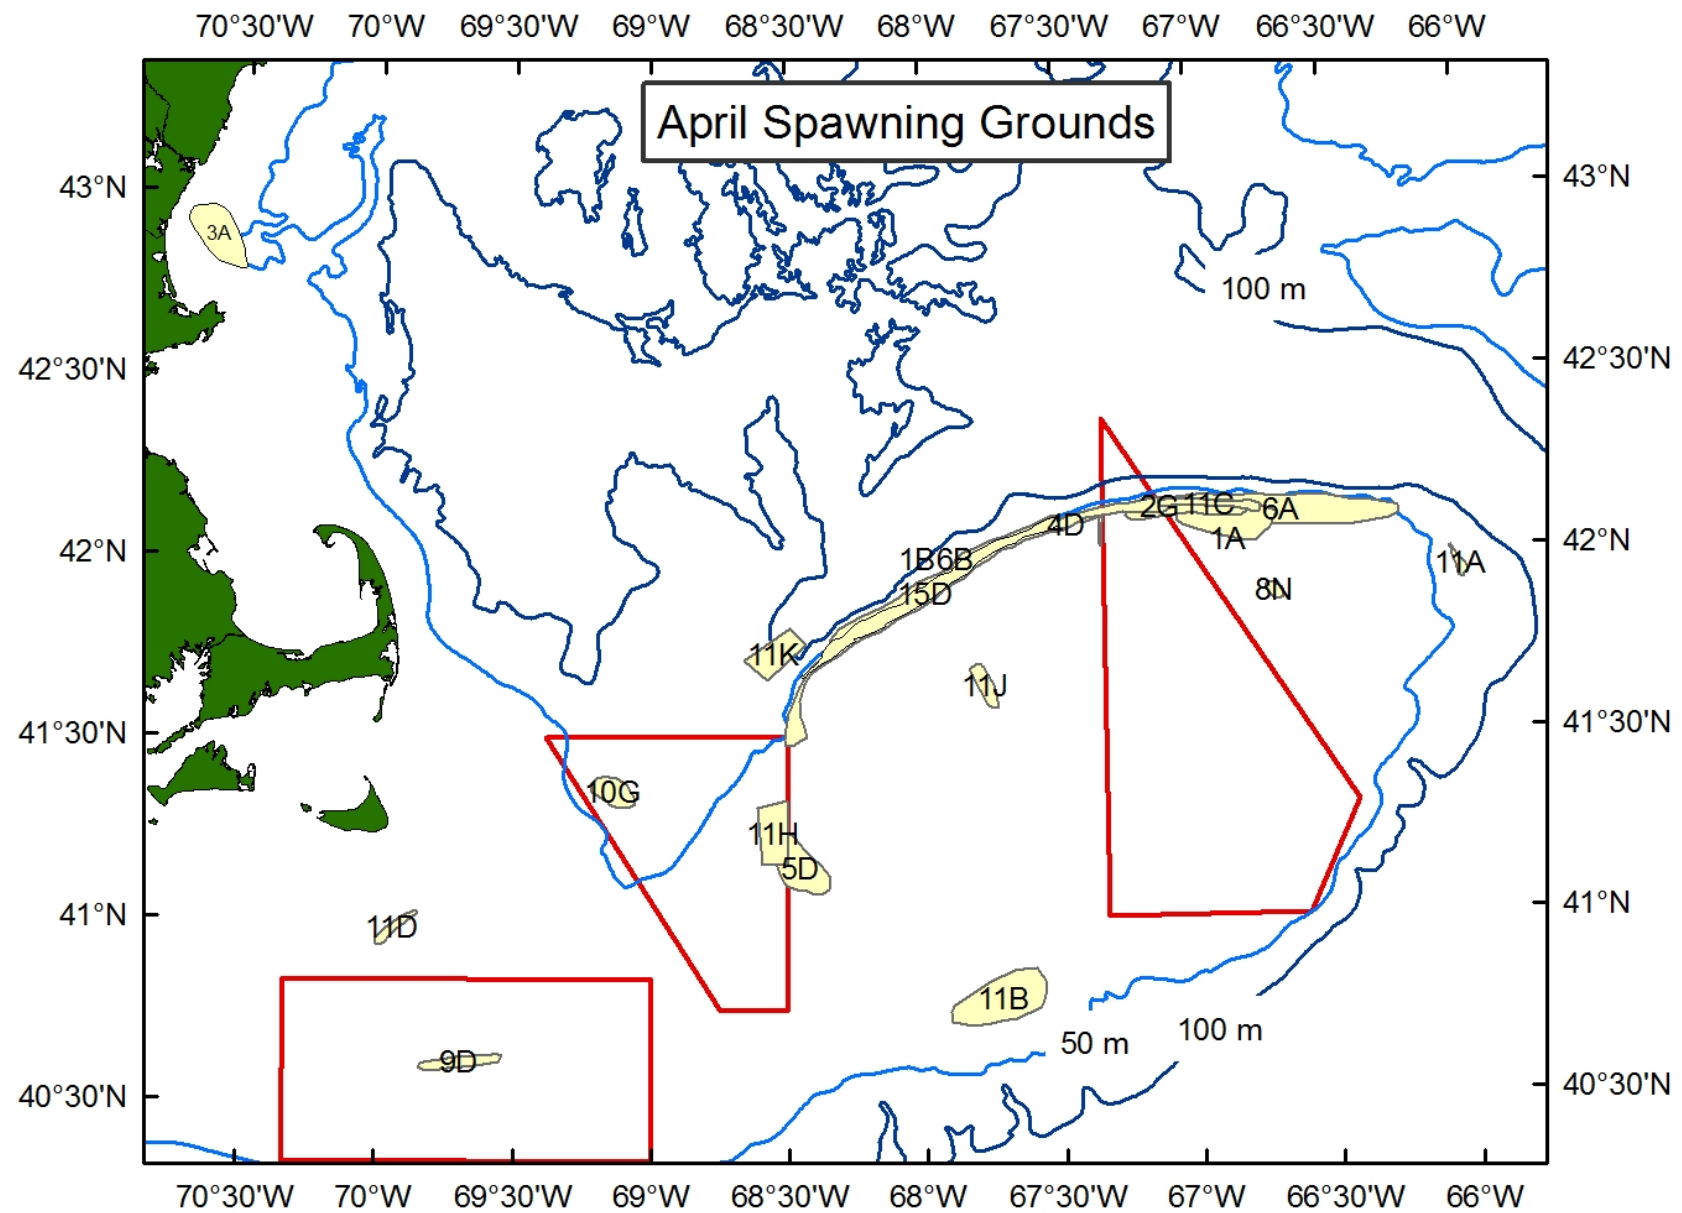 70°30'W 70°W 69°30'W 69°W 68°30'W 68°W 67°30'W 67°W 66°30'W 66°W
April Spawning Grounds
43°N 43°N
3A
100 m
42°30'N 42°30'N
2G 11C 6A
4D 1A
42°N 42°N
1B 6B 11A
15D 8N
11K
11J
41°30'N 41°30'N
10G
11H
5D
41°N 41°N
11D
11B
50 m 100 m
9D
40°30'N 40°30'N
70°30'W 70°W 69°30'W 69°W 68°30'W 68°W 67°30'W 67°W 66°30'W 66°W